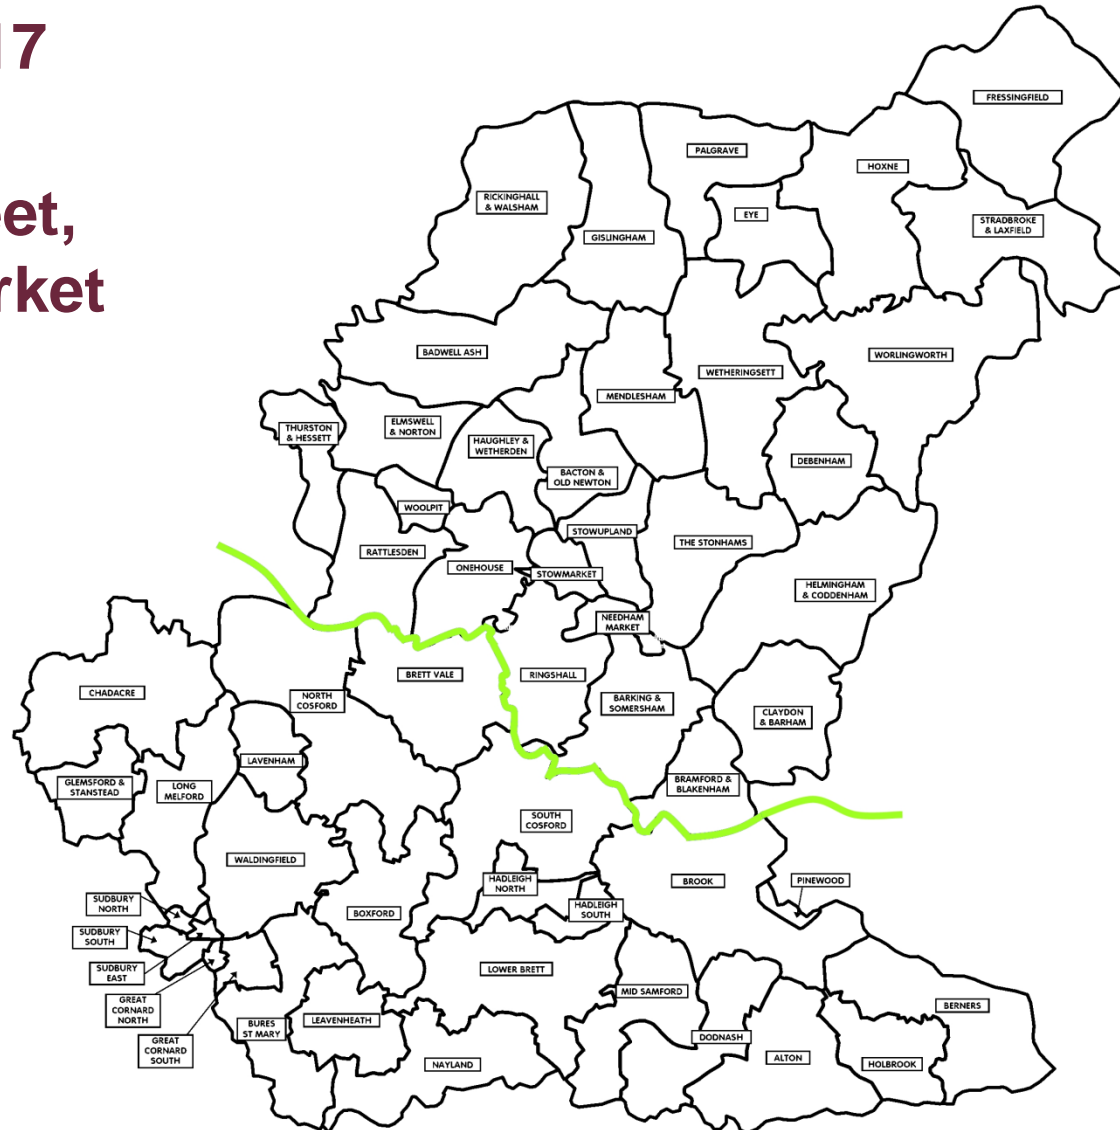 17
eet,
rket
FRESSINGFIELD
PALGRAVE
HOXNE
RICKINGHALL
& WALSHAM
EYE
STRADBROKE
& LAXFIELD
GISLINGHAM
BADWELL ASH
WORLINGWORTH
WETHERINGSETT
MENDLESHAM
THURSTON
& HESSETT
ELMSWELL
& NORTON
HAUGHLEY &
WETHERDEN
DEBENHAM
BACTON &
OLD NEWTON
WOOLPIT
STOWUPLAND
THE STONHAMS
RATTLESDEN
ONEHOUSE
STOWMARKET
HELMINGHAM
& CODDENHAM
NEEDHAM
MARKET
BRETT VALE
RINGSHALL
CHADACRE
NORTH
COSFORD
BARKING &
SOMERSHAM
CLAYDON
& BARHAM
LAVENHAM
GLEMSFORD &
STANSTEAD
LONG
MELFORD
BRAMFORD &
BLAKENHAM
SOUTH
COSFORD
WALDINGFIELD
HADLEIGH
NORTH
BROOK
PINEWOOD
SUDBURY
NORTH
BOXFORD
HADLEIGH
SOUTH
SUDBURY
SOUTH
SUDBURY
EAST
LOWER BRETT
MID SAMFORD
GREAT
CORNARD
NORTH
BERNERS
BURES
ST MARY
LEAVENHEATH
GREAT
CORNARD
SOUTH
DODNASH
ALTON
NAYLAND
HOLBROOK